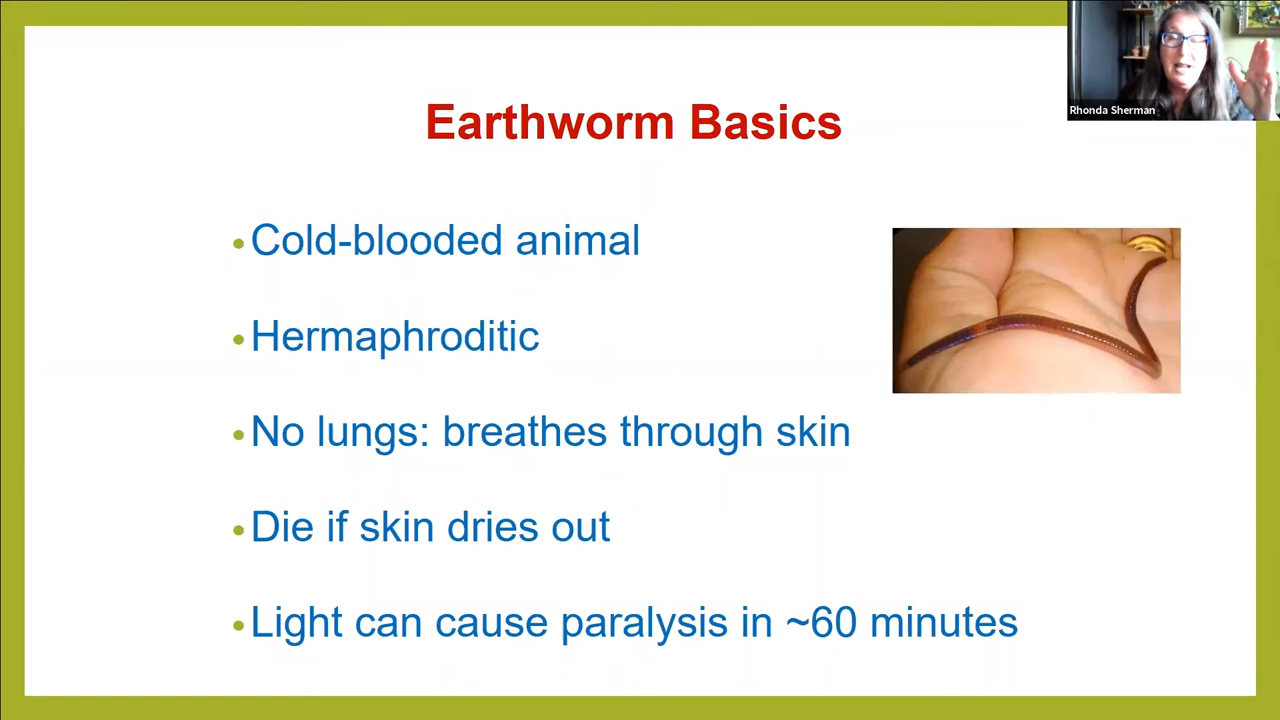 Rhonda Sherman
Earthworm Basics
•Cold-blooded animal
•Hermaphroditic
•No lungs: breathes through skin
•Die if skin dries out
•Light can cause paralysis in ~60 minutes